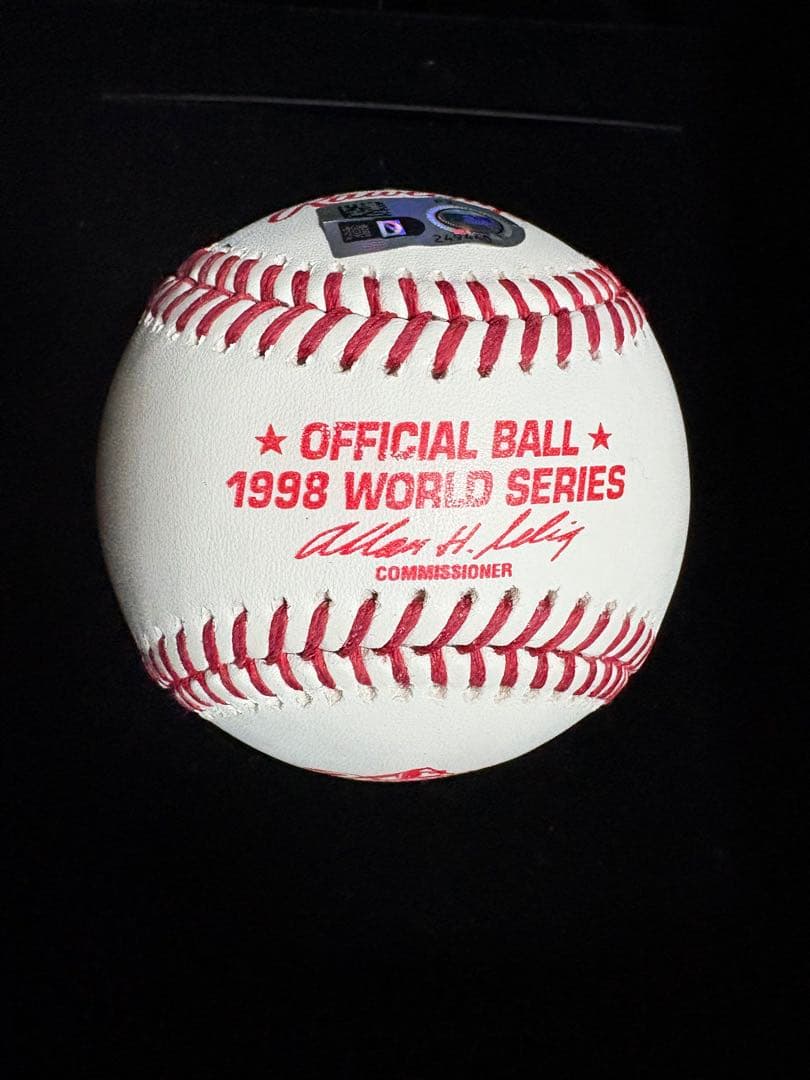 ★ OFFICIAL BALL ★
1998 WORLD SERIES
Allan H. Selig
COMMISSIONER